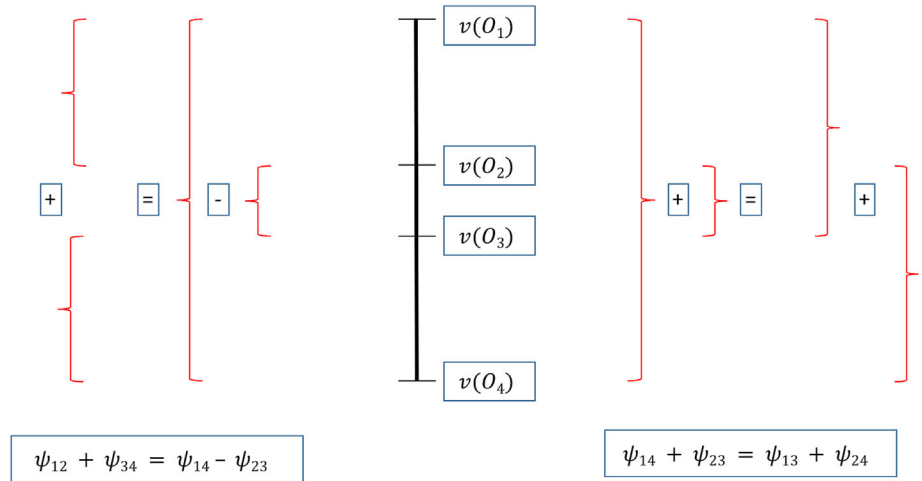 v(O₁)
v(O₂)
+ = - + = +
v(O₃)
v(O₄)
ψ₁₂ + ψ₃₄ = ψ₁₄ – ψ₂₃
ψ₁₄ + ψ₂₃ = ψ₁₃ + ψ₂₄